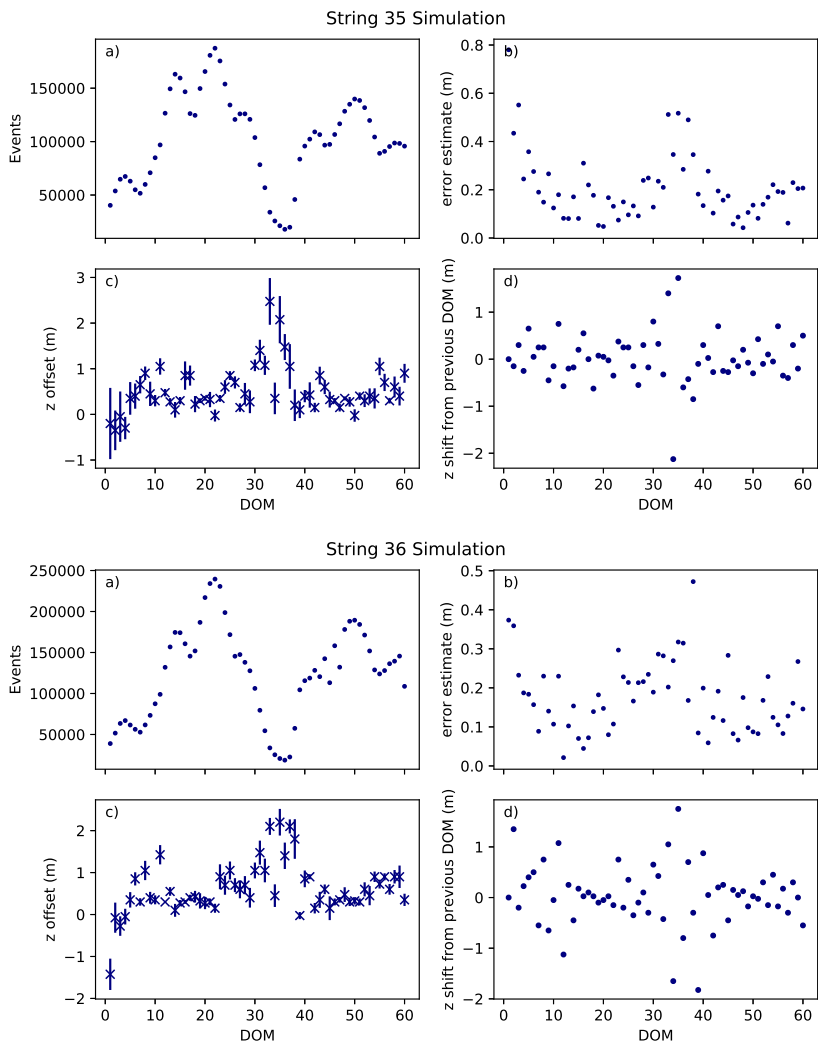 String 35 Simulation
a)
150000
100000
50000
Events
b)
0.8
0.6
0.4
0.2
0.0
error estimate (m)
c)
3
2
1
0
−1
z offset (m)
0 10 20 30 40 50 60
DOM
d)
1
0
−1
−2
z shift from previous DOM (m)
0 10 20 30 40 50 60
DOM
String 36 Simulation
a)
250000
200000
150000
100000
50000
Events
b)
0.5
0.4
0.3
0.2
0.1
0.0
error estimate (m)
c)
2
1
0
−1
−2
z offset (m)
0 10 20 30 40 50 60
DOM
d)
1
0
−1
−2
z shift from previous DOM (m)
0 10 20 30 40 50 60
DOM